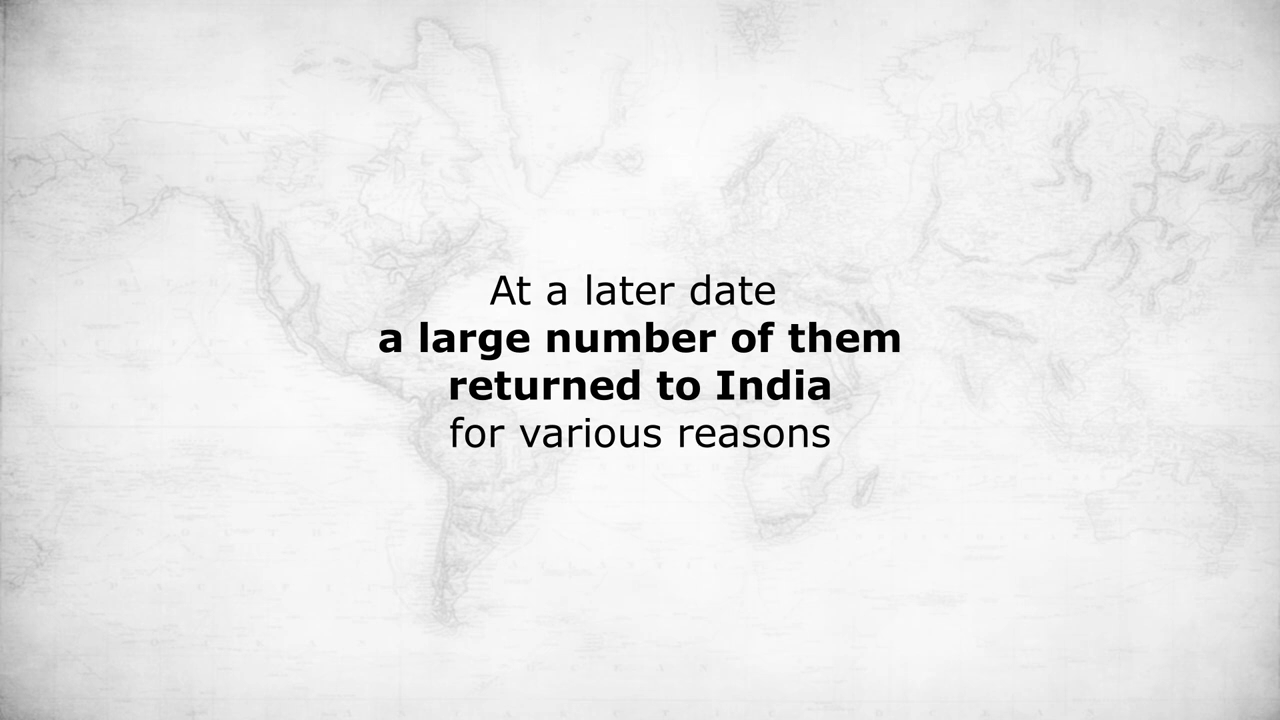 At a later date
a large number of them
returned to India
for various reasons